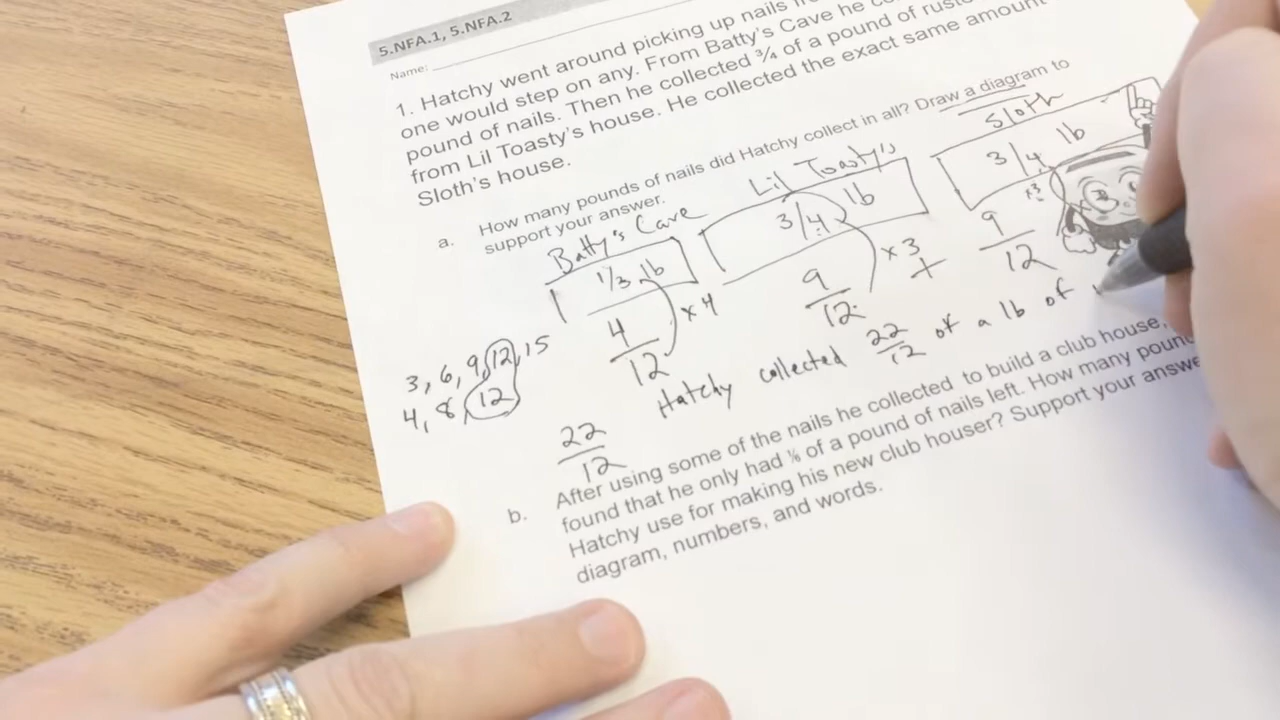 5.NFA.1, 5.NFA.2
Name:
1. Hatchy went around picking up nails
one would step on any. From Batty's Cave he
pound of nails. Then he collected ¾ of a pound of
from Lil Toasty's house. He collected the exact same amount
Sloth's house.
a. How many pounds of nails did Hatchy collect in all? Draw a diagram to
support your answer.
Batty's Cave
Lil Toasty's
Sloth
1/3 lb
3/4 lb
3/4 lb
x4
x3
x3
4/12
9/12
+
9/12
3, 6, 9, 12, 15
4, 8, 12
22/12
Hatchy collected 22/12 of a lb of
b. After using some of the nails he collected to build a club house,
found that he only had ⅙ of a pound of nails left. How many
Hatchy use for making his new club houser? Support your
diagram, numbers, and words.